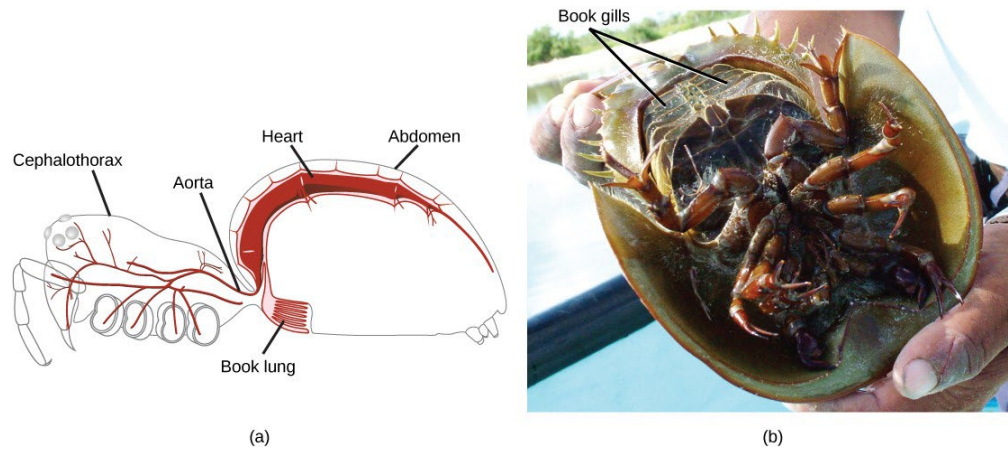 Book gills
Heart
Abdomen
Cephalothorax
Aorta
Book lung
(a)
(b)